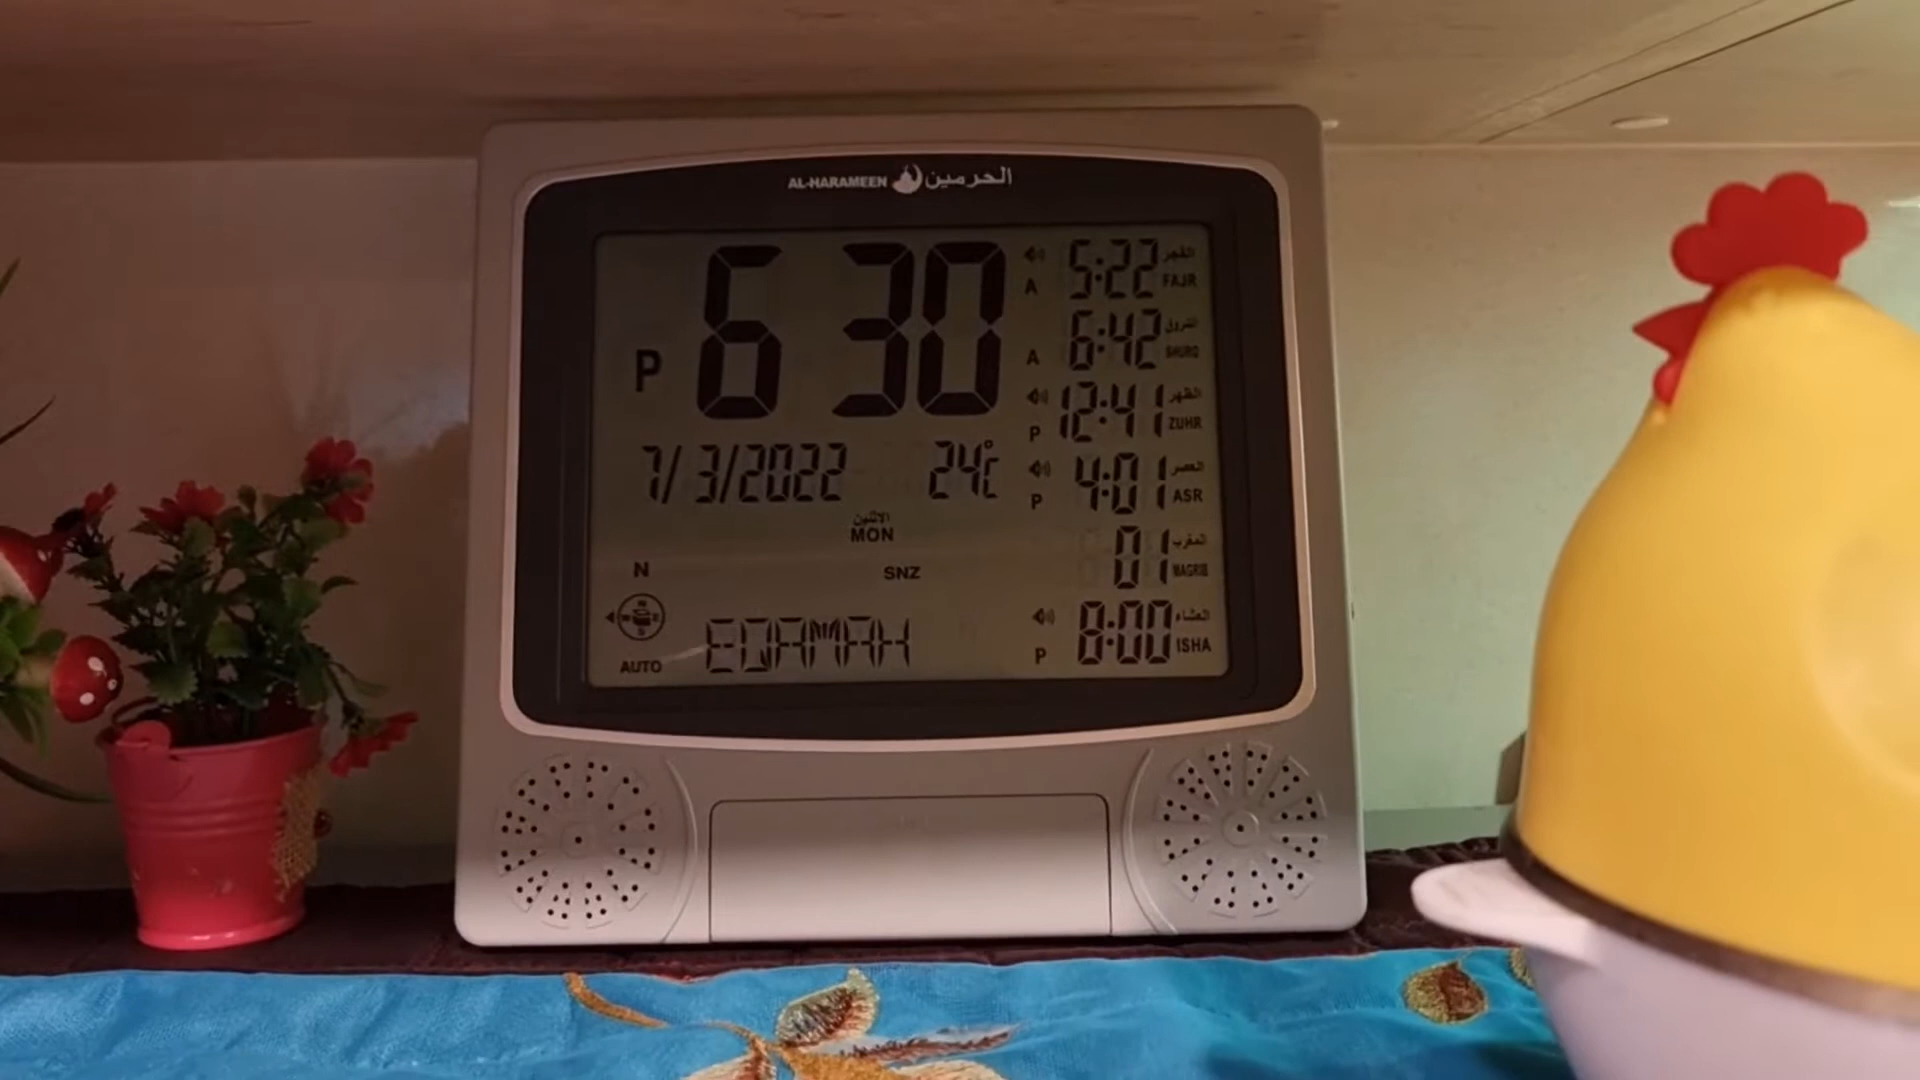 AL-HARAMEEN الحرمين
P 6 30
7/3/2022 24°C
الاثنين
MON
N
SNZ
AUTO
EQAMAH
الفجر
A 5:22 FAJR
الشروق
A 6:42 SHURQ
الظهر
P 12:41 ZUHR
العصر
P 4:01 ASR
المغرب
01 MAGRIB
العشاء
P 8:00 ISHA